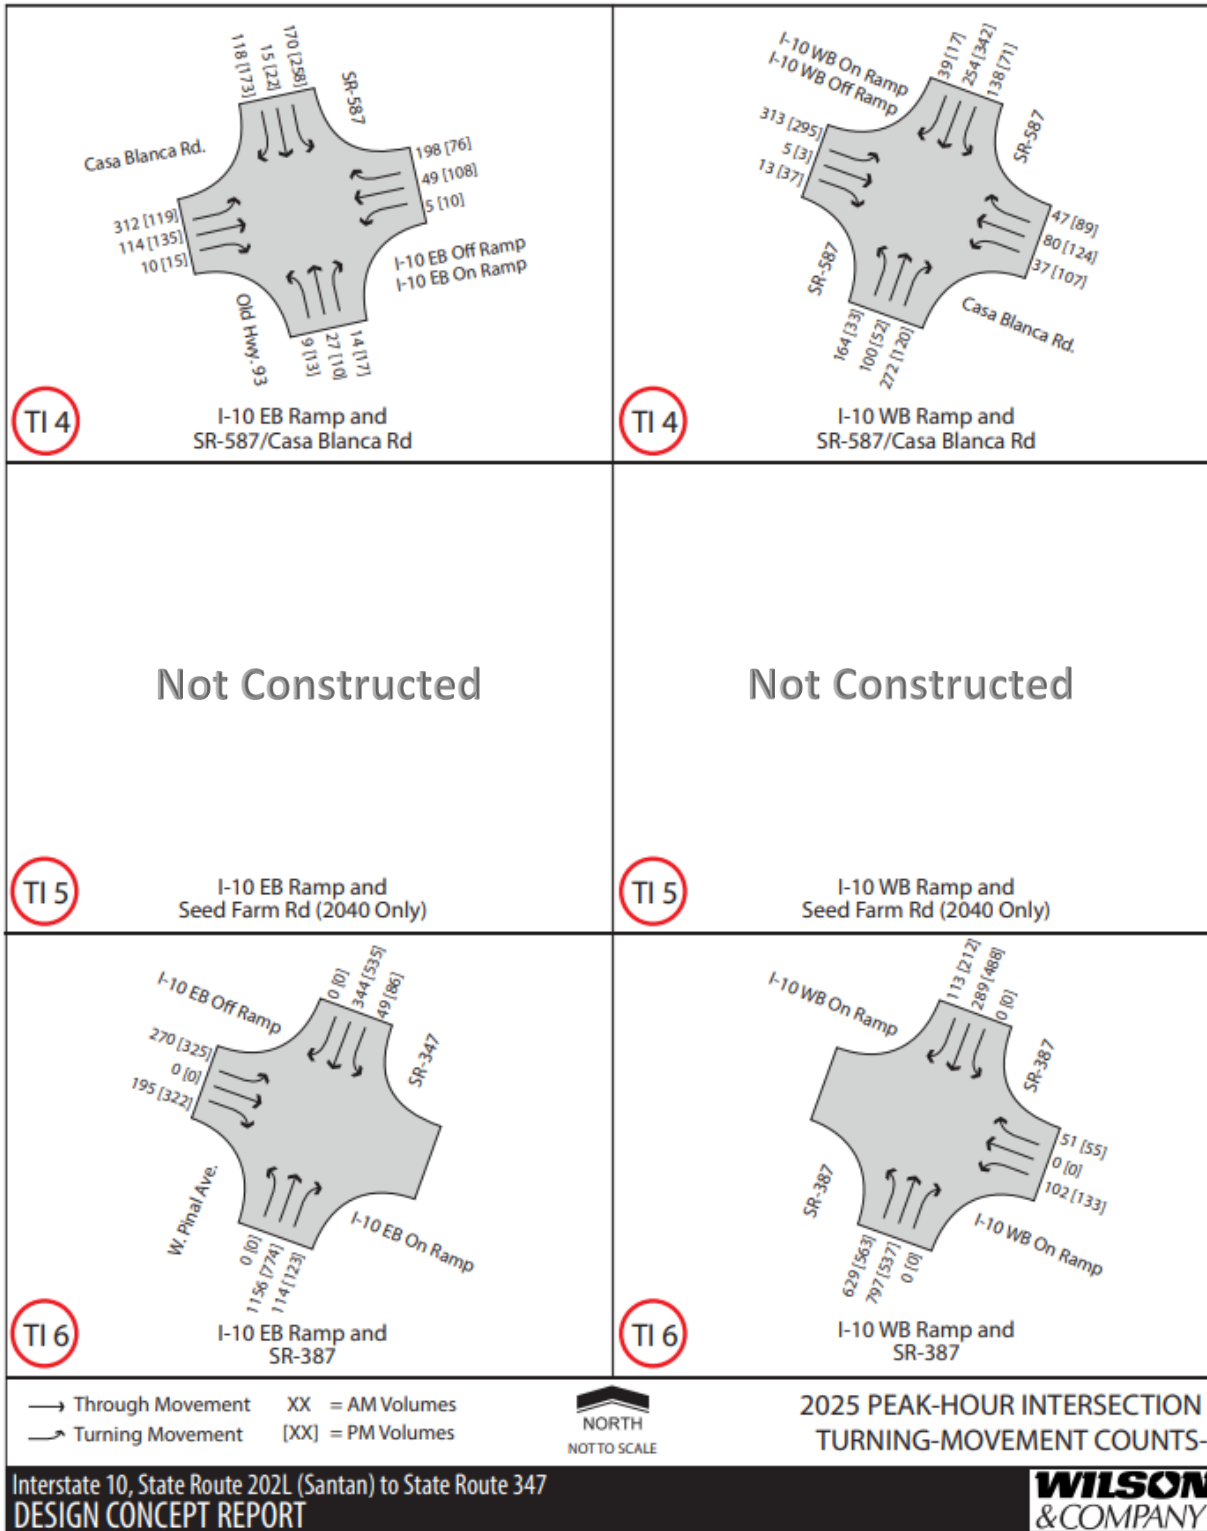 118 [173]
15 [22]
170 [258]
SR-587
Casa Blanca Rd.
198 [76]
49 [108]
5 [10]
312 [119]
114 [135]
10 [15]
I-10 EB Off Ramp
I-10 EB On Ramp
Old Hwy. 93
9 [13]
27 [10]
14 [17]
TI 4
I-10 EB Ramp and
SR-587/Casa Blanca Rd
I-10 WB On Ramp
I-10 WB Off Ramp
39 [17]
254 [342]
138 [71]
SR-587
313 [295]
5 [3]
13 [37]
47 [89]
80 [124]
37 [107]
SR-587
Casa Blanca Rd.
164 [33]
100 [52]
272 [120]
TI 4
I-10 WB Ramp and
SR-587/Casa Blanca Rd
Not Constructed
TI 5
I-10 EB Ramp and
Seed Farm Rd (2040 Only)
Not Constructed
TI 5
I-10 WB Ramp and
Seed Farm Rd (2040 Only)
I-10 EB Off Ramp
0 [0]
344 [535]
49 [86]
SR-347
270 [325]
0 [0]
195 [322]
W. Pinal Ave.
I-10 EB On Ramp
0 [0]
1156 [774]
114 [123]
TI 6
I-10 EB Ramp and
SR-387
I-10 WB On Ramp
113 [212]
289 [488]
0 [0]
SR-387
51 [55]
0 [0]
102 [133]
SR-387
I-10 WB On Ramp
629 [563]
797 [537]
0 [0]
TI 6
I-10 WB Ramp and
SR-387
Through Movement
XX = AM Volumes
Turning Movement
[XX] = PM Volumes
NORTH
NOT TO SCALE
2025 PEAK-HOUR INTERSECTION
TURNING-MOVEMENT COUNTS-
Interstate 10, State Route 202L (Santan) to State Route 347
DESIGN CONCEPT REPORT
WILSON
&COMPANY